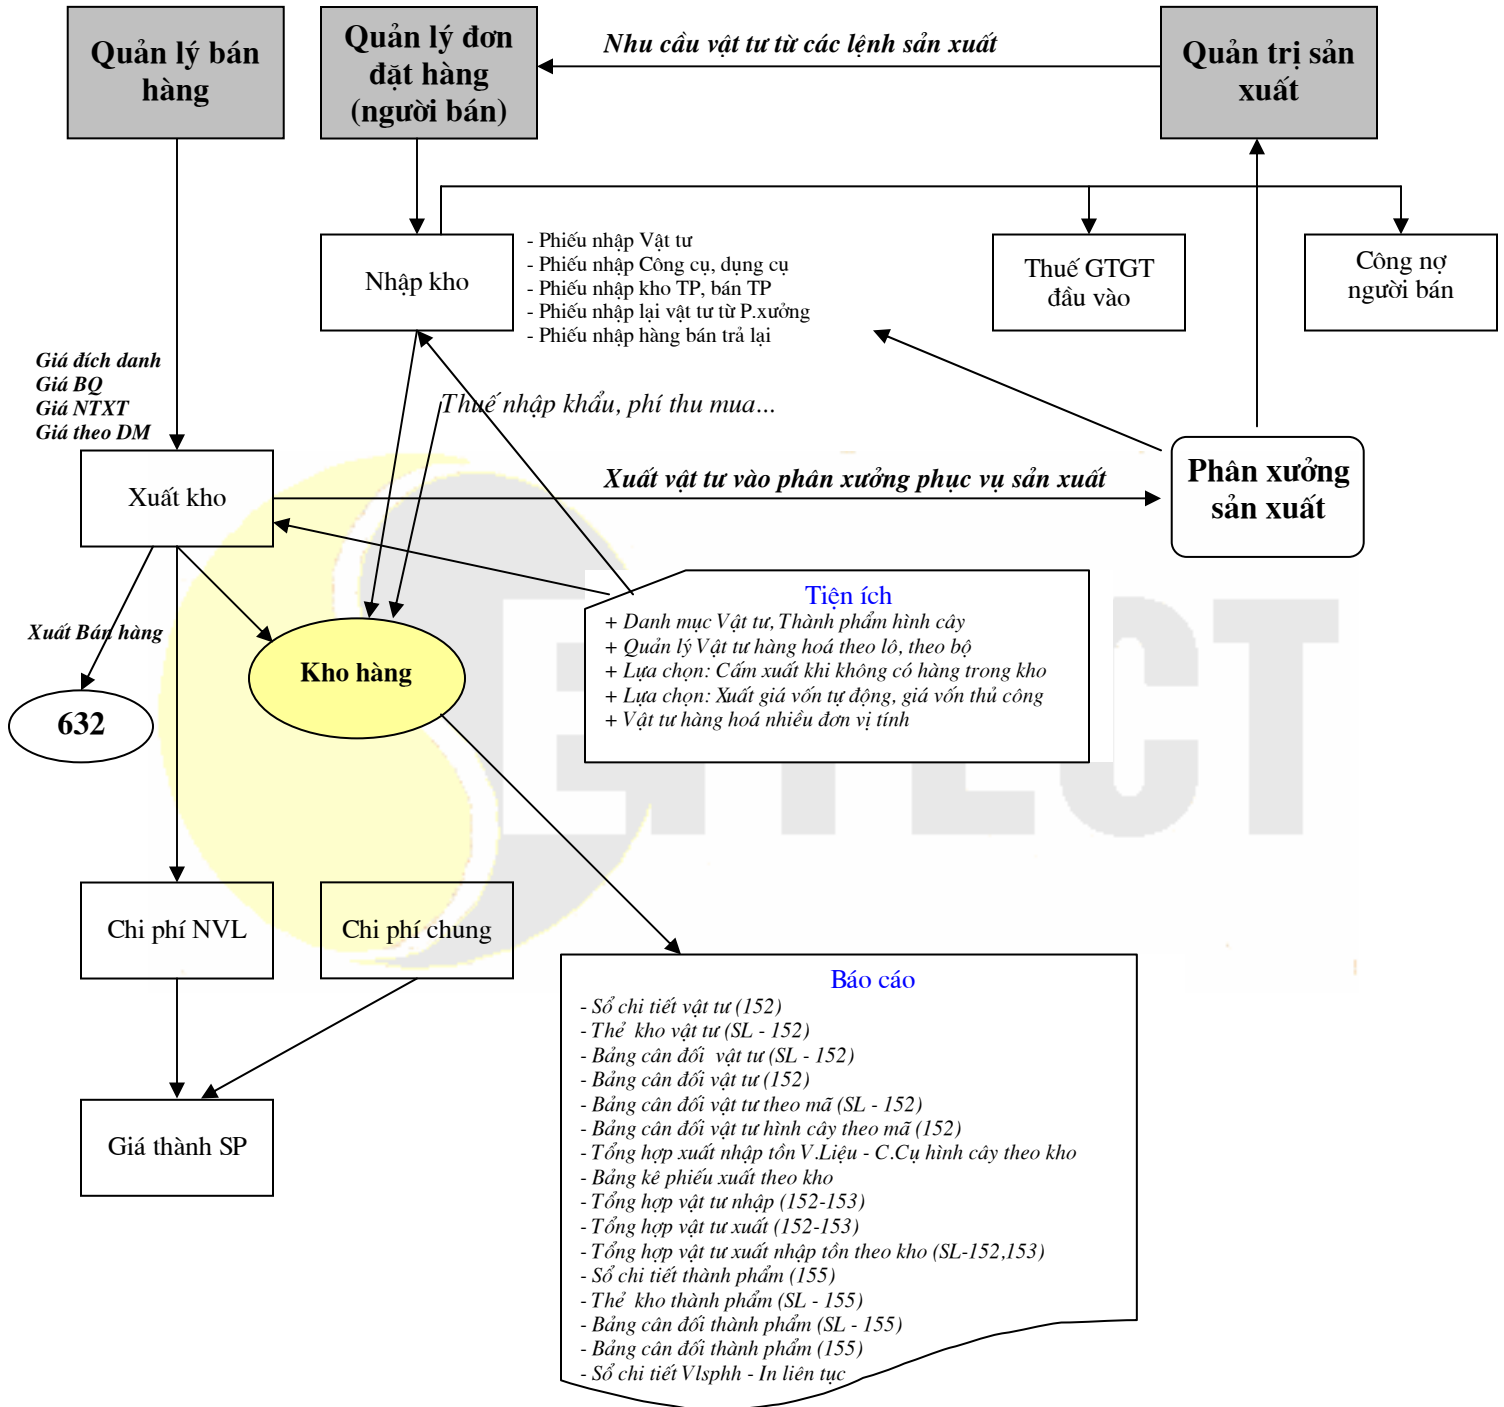 Quản lý bán
hàng
Quản lý đơn
đặt hàng
(người bán)
Nhu cầu vật tư từ các lệnh sản xuất
Quản trị sản
xuất
Nhập kho
- Phiếu nhập Vật tư
- Phiếu nhập Công cụ, dụng cụ
- Phiếu nhập kho TP, bán TP
- Phiếu nhập lại vật tư từ P.xưởng
- Phiếu nhập hàng bán trả lại
Thuế GTGT
đầu vào
Công nợ
người bán
Giá đích danh
Giá BQ
Giá NTXT
Giá theo DM
Thuế nhập khẩu, phí thu mua...
Xuất kho
Xuất vật tư vào phân xưởng phục vụ sản xuất
Phân xưởng
sản xuất
Xuất Bán hàng
632
Kho hàng
Tiện ích
+ Danh mục Vật tư, Thành phẩm hình cây
+ Quản lý Vật tư hàng hoá theo lô, theo bộ
+ Lựa chọn: Cấm xuất khi không có hàng trong kho
+ Lựa chọn: Xuất giá vốn tự động, giá vốn thủ công
+ Vật tư hàng hoá nhiều đơn vị tính
EFFECT
Chi phí NVL
Chi phí chung
Giá thành SP
Báo cáo
- Sổ chi tiết vật tư (152)
- Thẻ kho vật tư (SL - 152)
- Bảng cân đối vật tư (SL - 152)
- Bảng cân đối vật tư (152)
- Bảng cân đối vật tư theo mã (SL - 152)
- Bảng cân đối vật tư hình cây theo mã (152)
- Tổng hợp xuất nhập tồn V.Liệu - C.Cụ hình cây theo kho
- Bảng kê phiếu xuất theo kho
- Tổng hợp vật tư nhập (152-153)
- Tổng hợp vật tư xuất (152-153)
- Tổng hợp vật tư xuất nhập tồn theo kho (SL-152,153)
- Sổ chi tiết thành phẩm (155)
- Thẻ kho thành phẩm (SL - 155)
- Bảng cân đối thành phẩm (SL - 155)
- Bảng cân đối thành phẩm (155)
- Sổ chi tiết Vlsphh - In liên tục